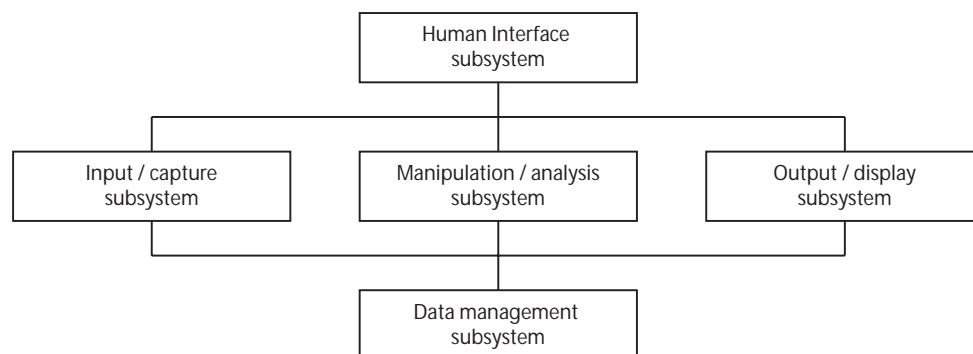 Human Interface
subsystem
Input / capture
subsystem
Manipulation / analysis
subsystem
Output / display
subsystem
Data management
subsystem